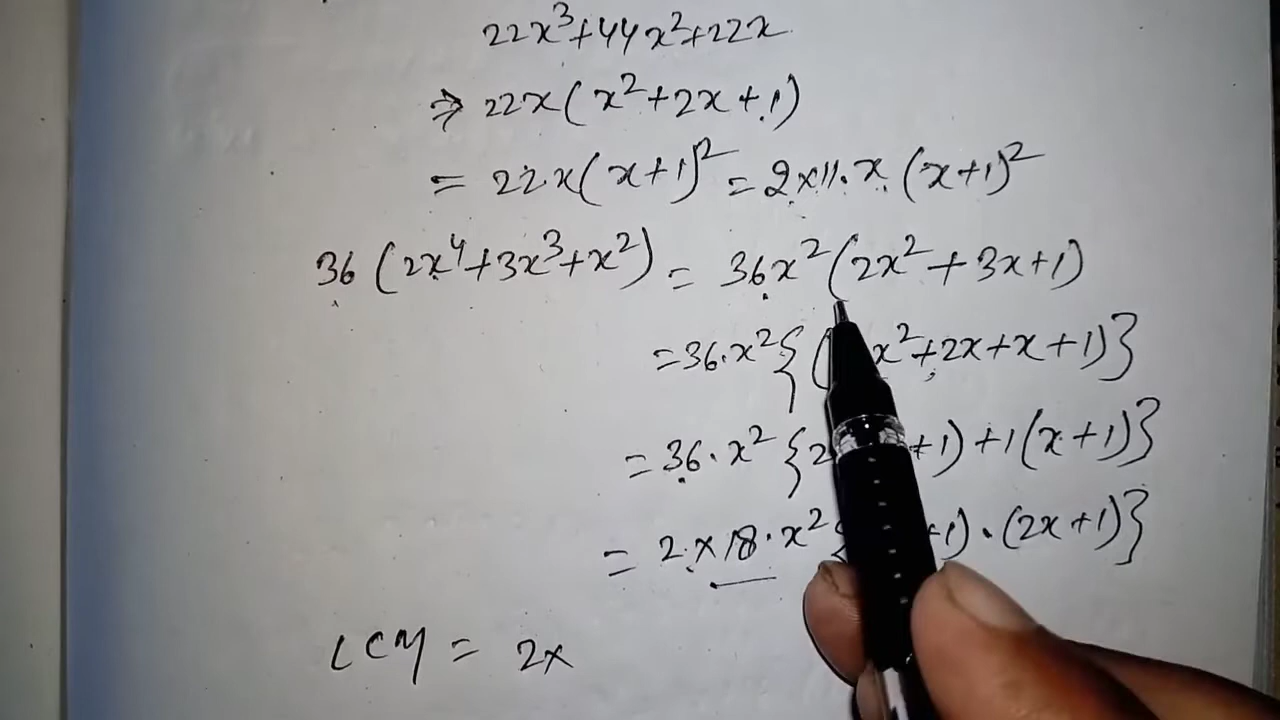 22x³+44x²+22x
⇒ 22x(x²+2x+1)
= 22·x(x+1)² = 2×11·x·(x+1)²
36(2x⁴+3x³+x²) = 36x²(2x²+3x+1)
=36·x²{( x²+2x+x+1)}
=36·x²{2 +1)+1(x+1)}
= 2×18·x²{ +1)·(2x+1)}
LCM = 2×